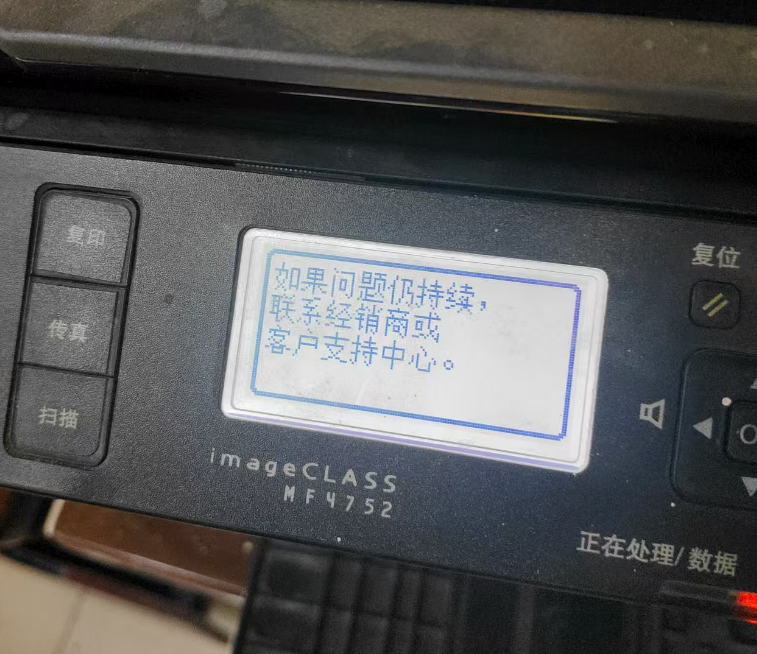 复印
传真
扫描
如果问题仍持续，
联系经销商或
客户支持中心。
imageCLASS
MF4752
复位
正在处理/数据